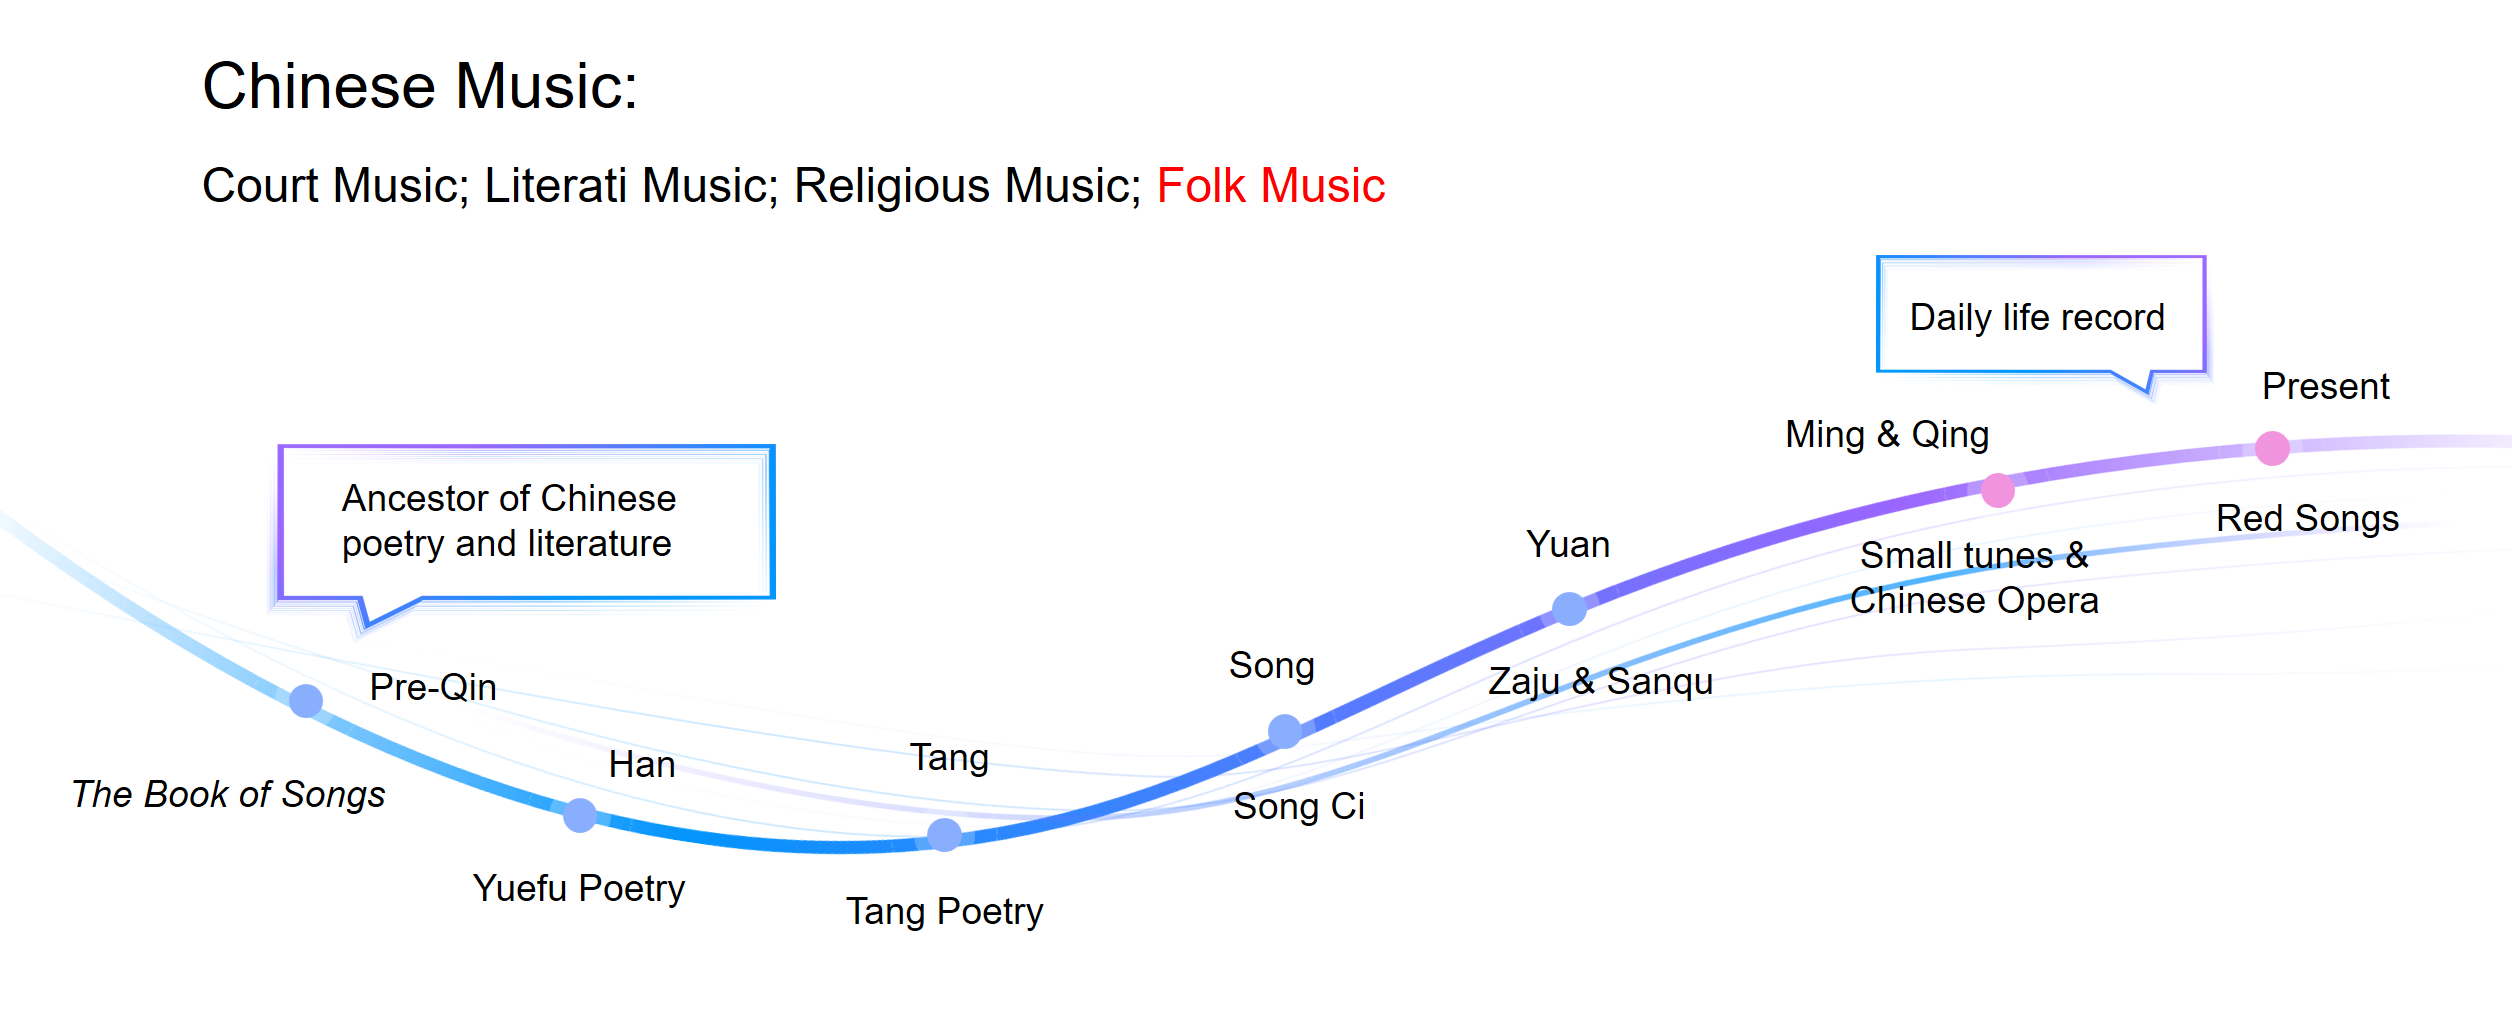 Chinese Music:
Court Music; Literati Music; Religious Music; Folk Music
Ancestor of Chinese
poetry and literature
Pre-Qin
The Book of Songs
Han
Yuefu Poetry
Tang
Tang Poetry
Song
Song Ci
Yuan
Zaju & Sanqu
Daily life record
Ming & Qing
Small tunes &
Chinese Opera
Present
Red Songs